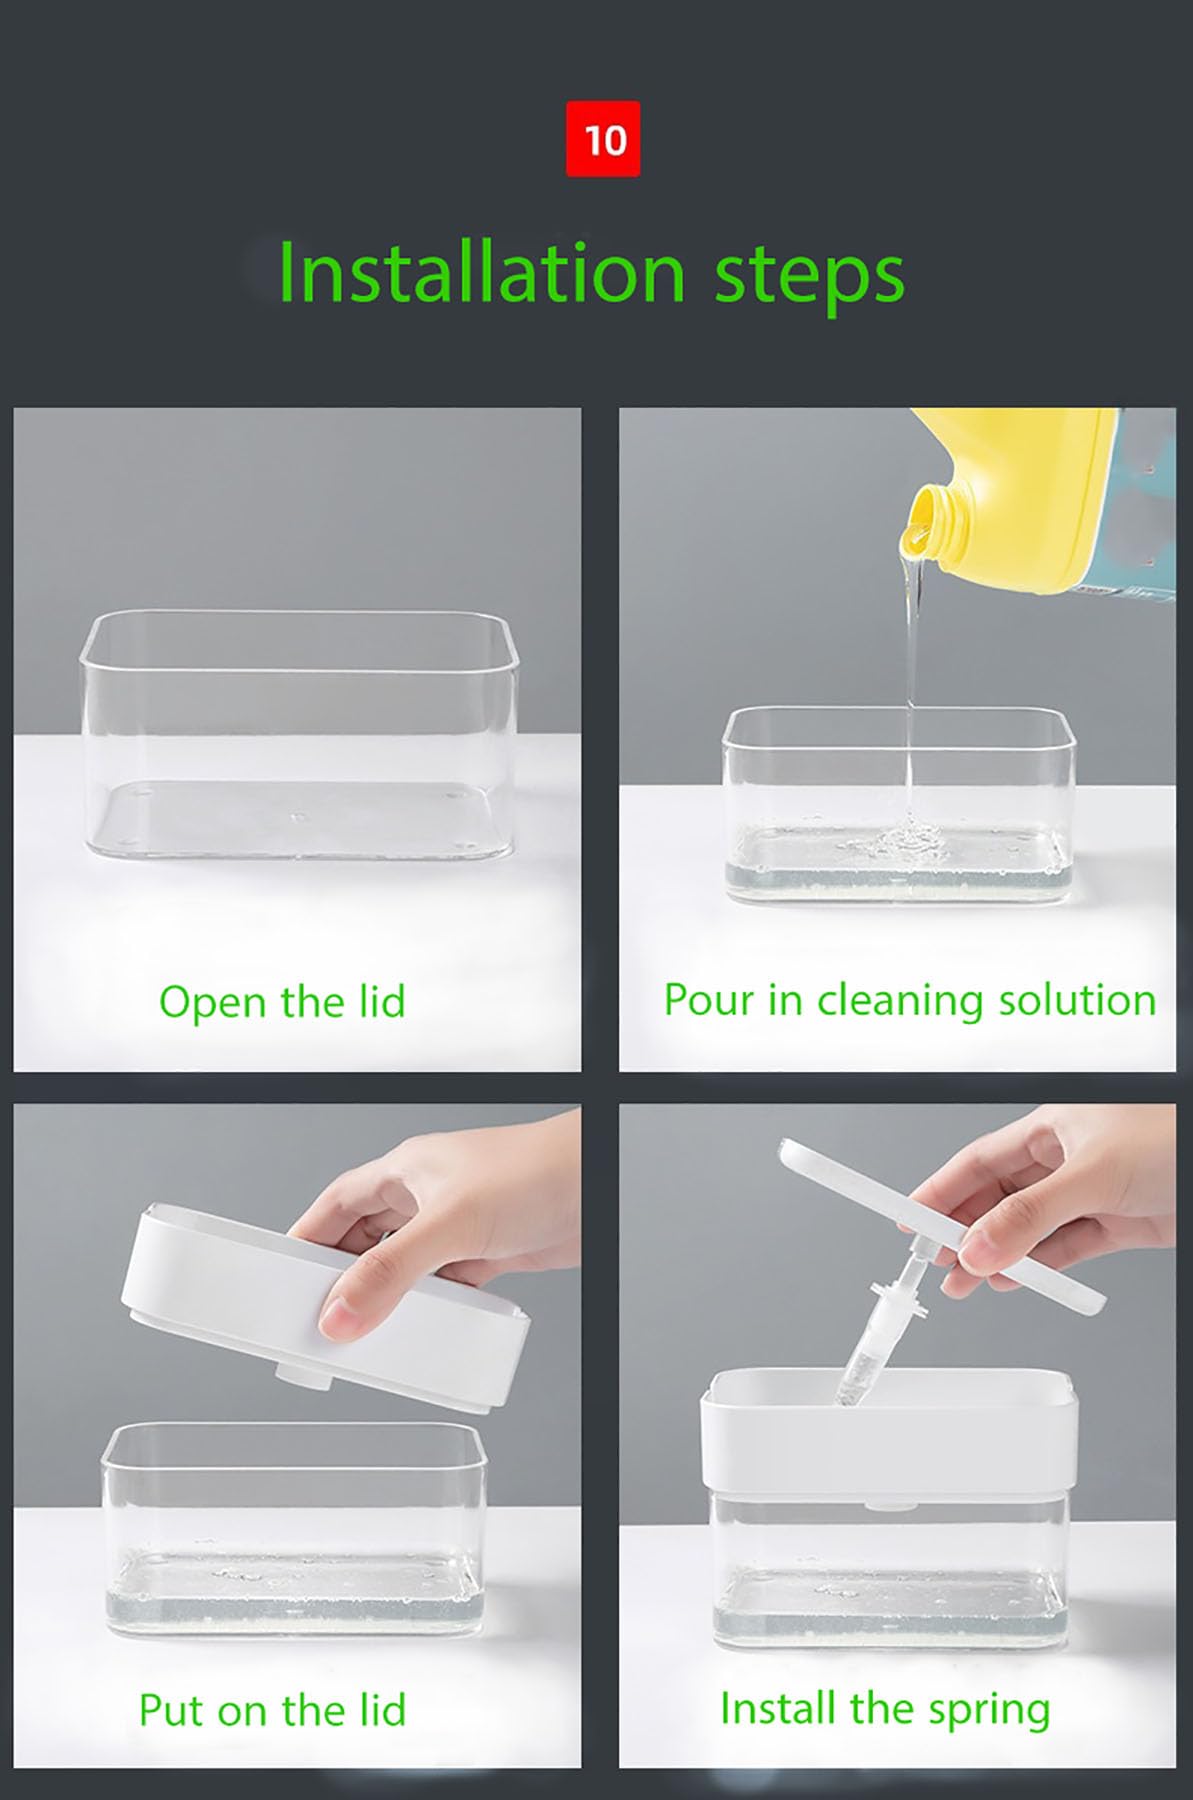 10
Installation steps
Open the lid
Pour in cleaning solution
Put on the lid
Install the spring